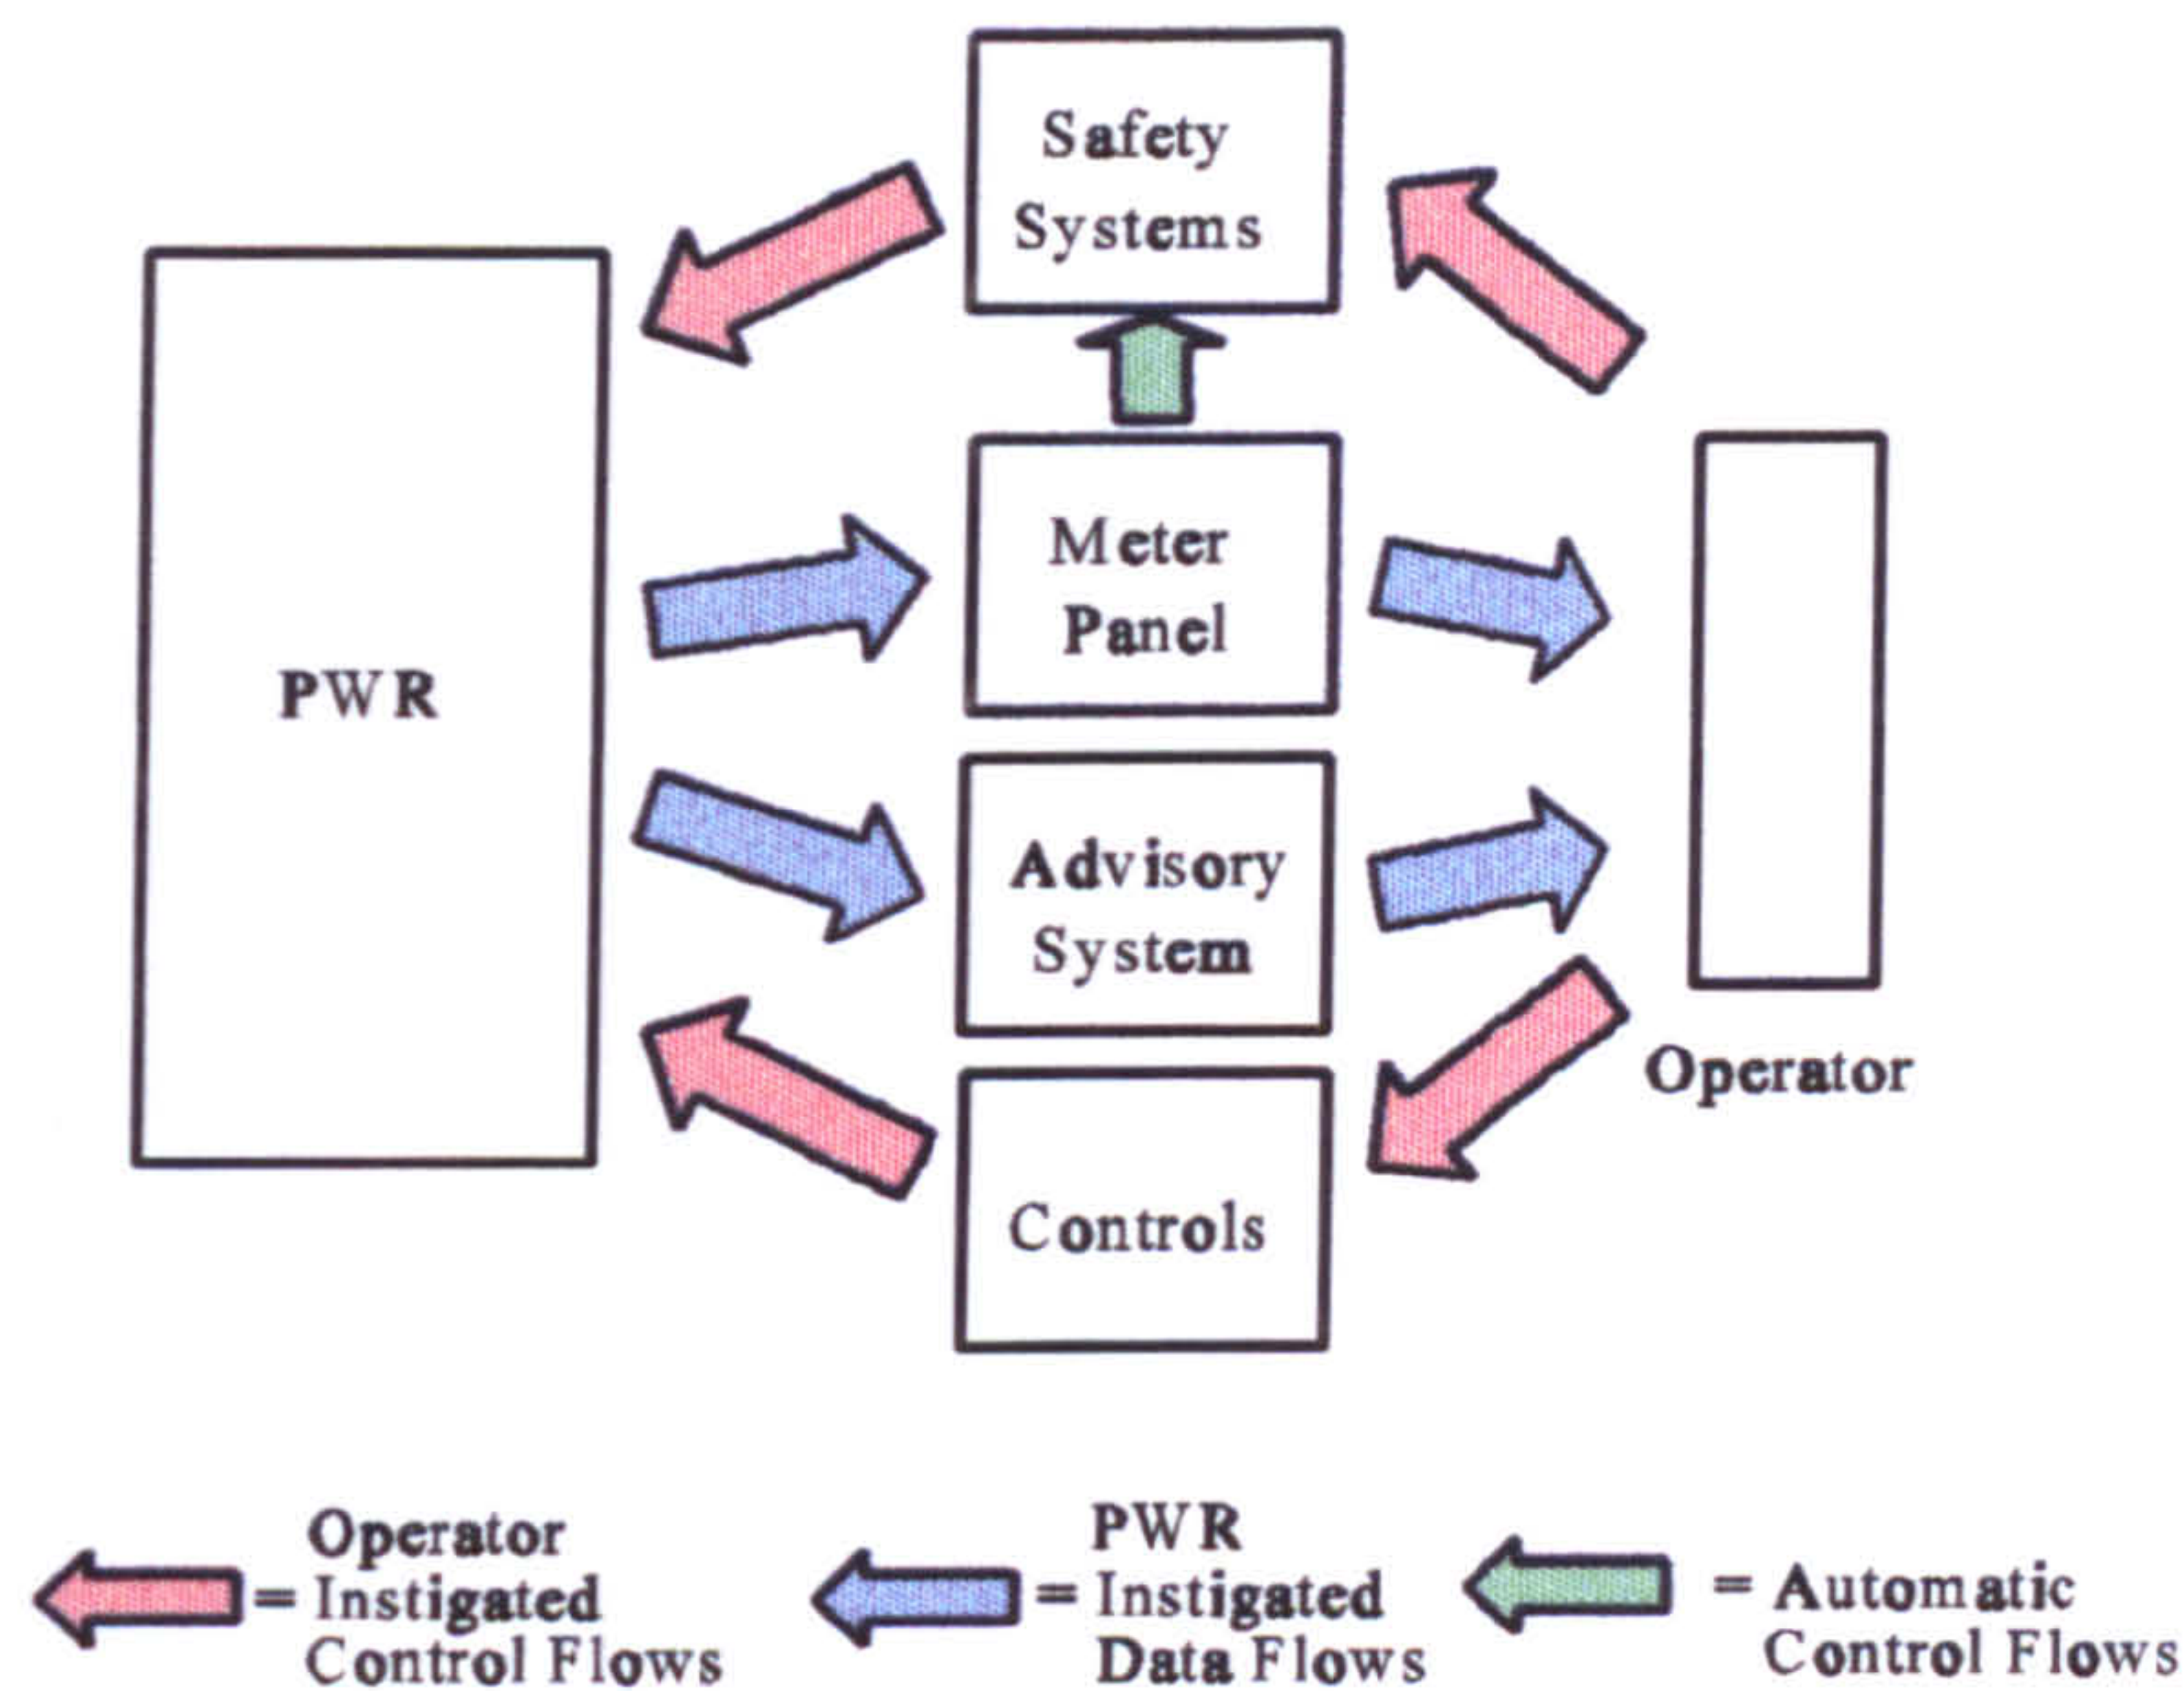 Safety
Systems
PWR
Meter
Panel
Advisory
System
Operator
Controls
Operator
= Instigated
Control Flows
PWR
= Instigated
Data Flows
= Automatic
Control Flows